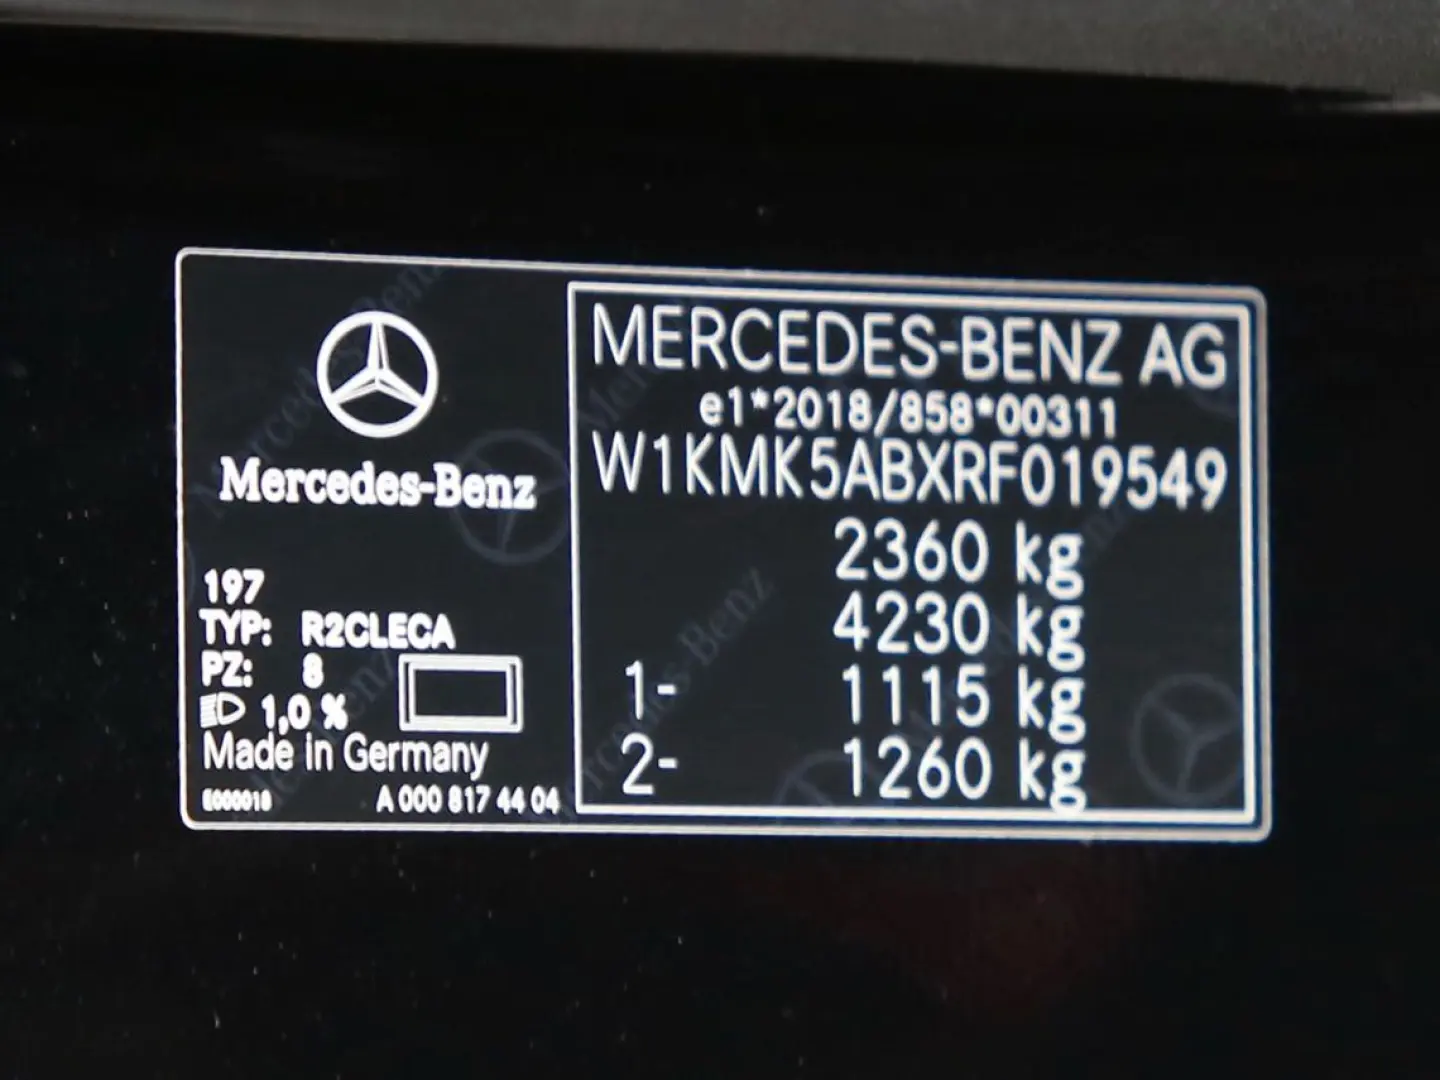 Mercedes-Benz
197
TYP: R2CLECA
PZ: 8
1,0 %
Made in Germany
E000018 A 000 817 44 04
MERCEDES-BENZ AG
e1*2018/858*00311
W1KMK5ABXRF019549
2360 kg
4230 kg
1- 1115 kg
2- 1260 kg